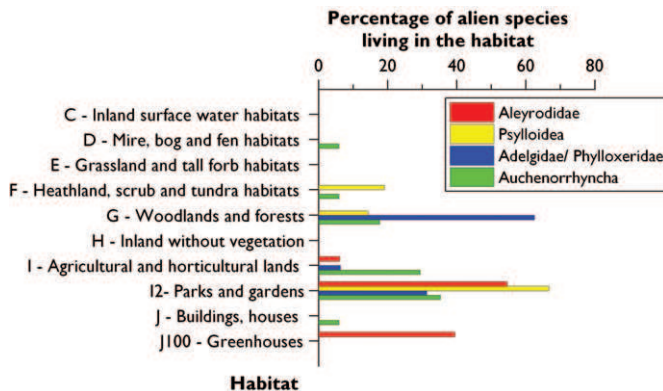 Percentage of alien species
living in the habitat
0 20 40 60 80
Aleyrodidae
Psylloidea
Adelgidae/ Phylloxeridae
Auchenorrhyncha
C - Inland surface water habitats
D - Mire, bog and fen habitats
E - Grassland and tall forb habitats
F - Heathland, scrub and tundra habitats
G - Woodlands and forests
H - Inland without vegetation
I - Agricultural and horticultural lands
I2- Parks and gardens
J - Buildings, houses
J100 - Greenhouses
Habitat